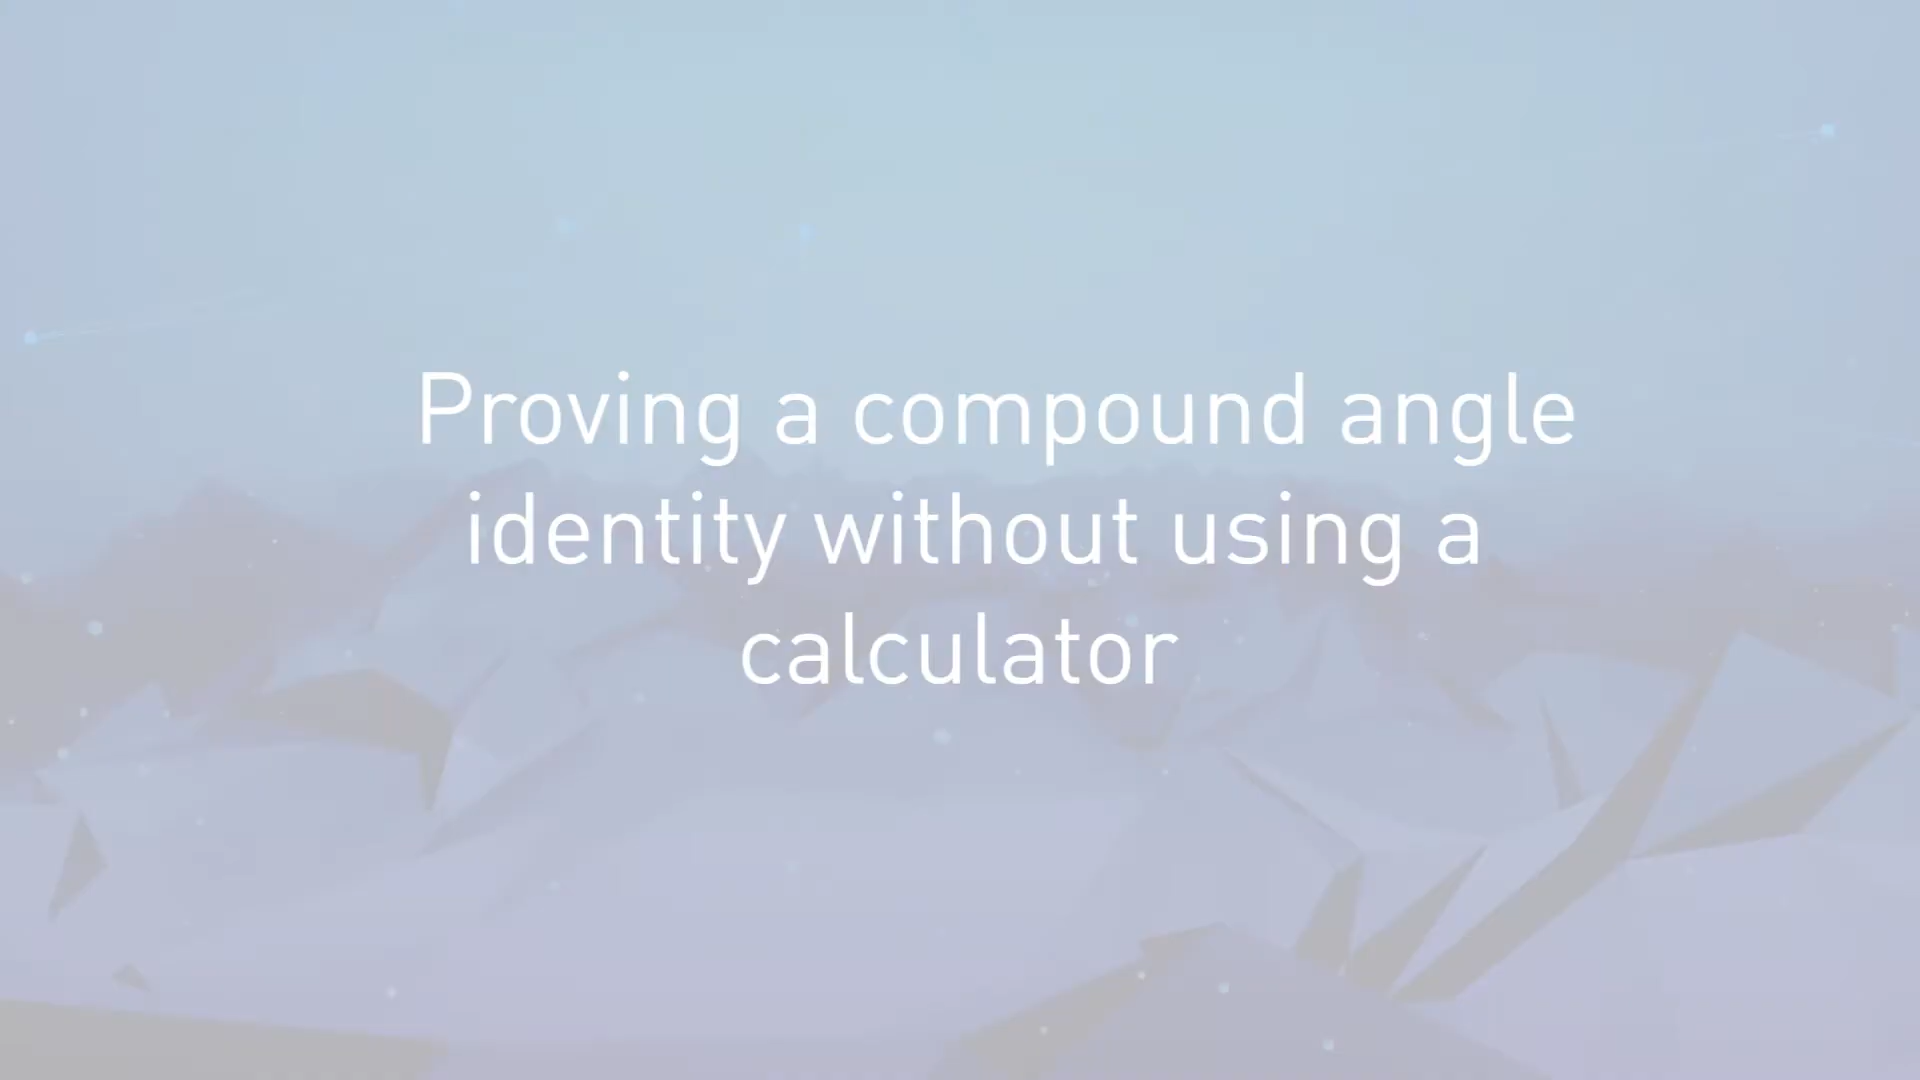 Proving a compound angle
identity without using a
calculator